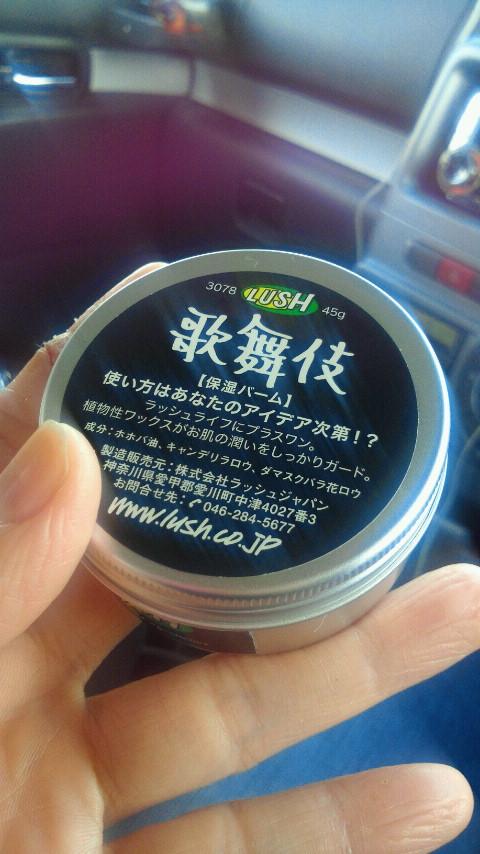 3078 LUSH 45g
歌舞伎
【保湿バーム】
使い方はあなたのアイデア次第!?
ラッシュライフにプラスワン。
植物性ワックスがお肌の潤いをしっかりガード。
成分:ホホバ油、キャンデリラロウ、ダマスクバラ花ロウ
製造販売元:株式会社ラッシュジャパン
神奈川県愛甲郡愛川町中津4027番3
お問合せ先:046-284-5677
www.lush.co.jp